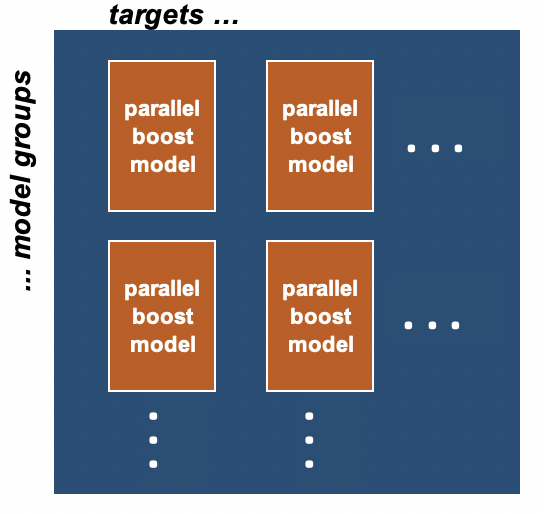 targets ...
... model groups
parallel
boost
model
parallel
boost
model
. . .
parallel
boost
model
parallel
boost
model
. . .